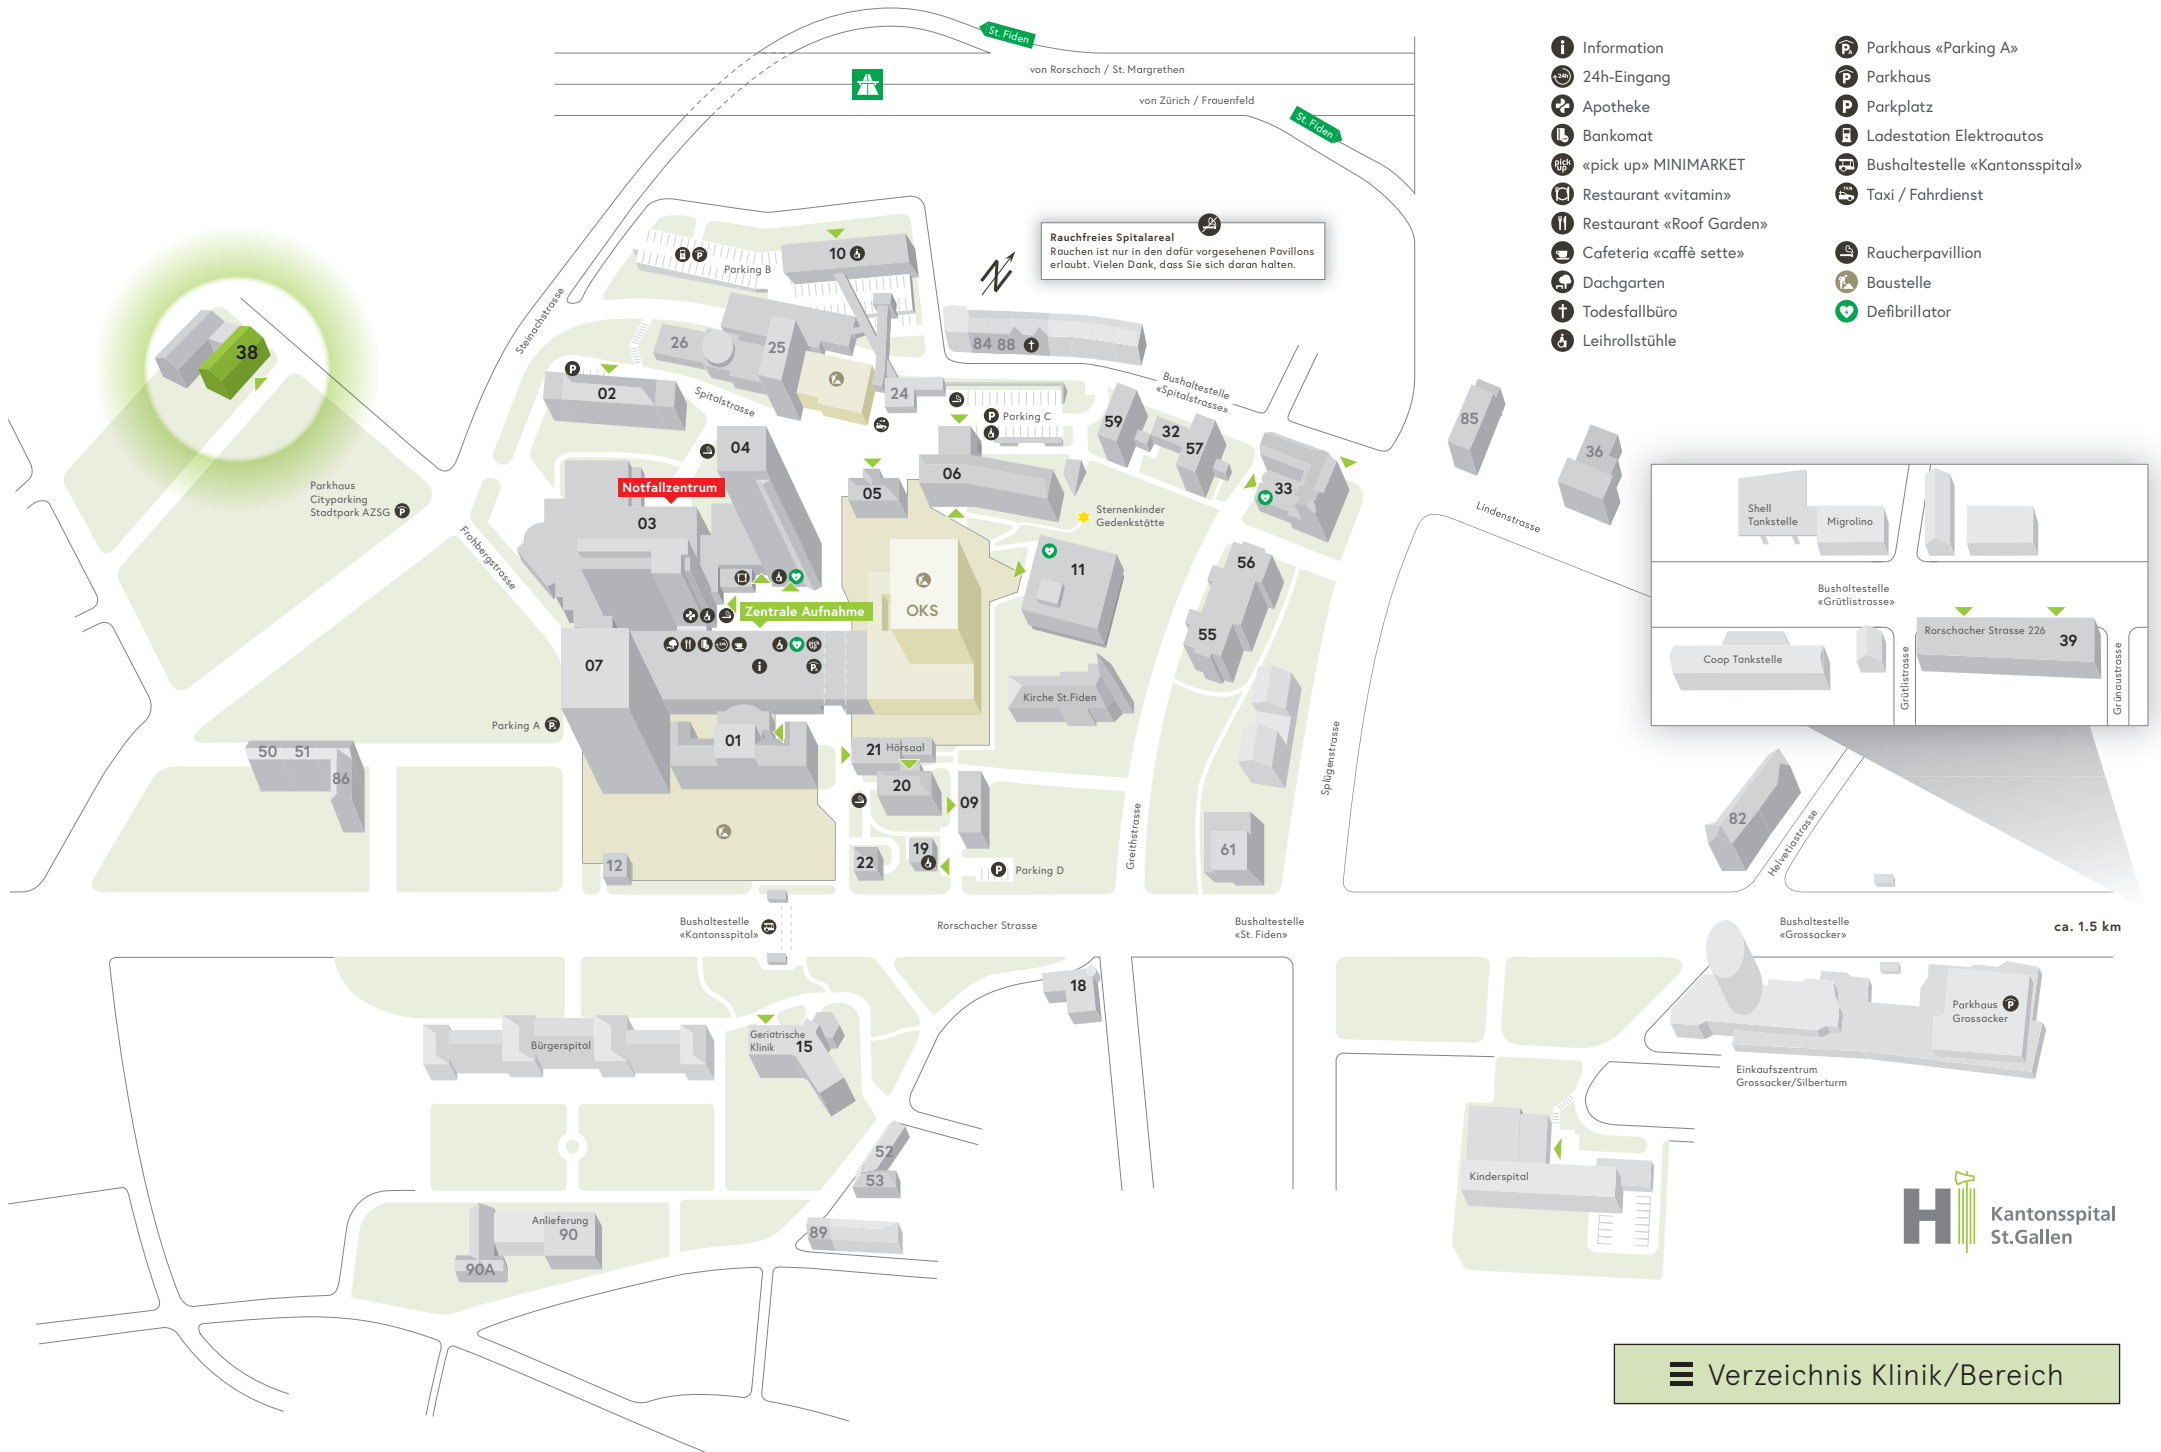 St. Fiden
von Rorschach / St. Margrethen
von Zürich / Frauenfeld
St. Fiden
Information
24h-Eingang
Apotheke
Bankomat
«pick up» MINIMARKET
Restaurant «vitamin»
Restaurant «Roof Garden»
Cafeteria «caffè sette»
Dachgarten
Todesfallbüro
Leihrollstühle
Parkhaus «Parking A»
Parkhaus
Parkplatz
Ladestation Elektroautos
Bushaltestelle «Kantonsspital»
Taxi / Fahrdienst
Raucherpavillion
Baustelle
Defibrillator
Rauchfreies Spitalareal
Rauchen ist nur in den dafür vorgesehenen Pavillons
erlaubt. Vielen Dank, dass Sie sich daran halten.
N
10
Parking B
Steinachstrasse
38
26
25
84 88
02
Spitalstrasse
24
Bushaltestelle
«Spitalstrasse»
Parking C
59
32
57
85
36
04
06
05
33
Parkhaus
Cityparking
Stadtpark AZSG
Notfallzentrum
03
Sternenkinder
Gedenkstätte
Lindenstrasse
Frohbergstrasse
11
56
55
OKS
Zentrale Aufnahme
07
Shell
Tankstelle
Migrolino
Bushaltestelle
«Grütlistrasse»
Rorschacher Strasse 226
39
Coop Tankstelle
Grütlistrasse
Grünaustrasse
Kirche St.Fiden
Parking A
01
21 Hörsaal
20
09
50 51
86
Splügenstrasse
Greithstrasse
82
Helvetiastrasse
61
12
22
19
Parking D
Bushaltestelle
«Kantonsspital»
Rorschacher Strasse
Bushaltestelle
«St. Fiden»
Bushaltestelle
«Grossacker»
ca. 1.5 km
18
Parkhaus
Grossacker
Bürgerspital
Geriatrische
Klinik
15
Einkaufszentrum
Grossacker/Silberturm
52
53
Kinderspital
89
Anlieferung
90
90A
H
Kantonsspital
St.Gallen
Verzeichnis Klinik/Bereich